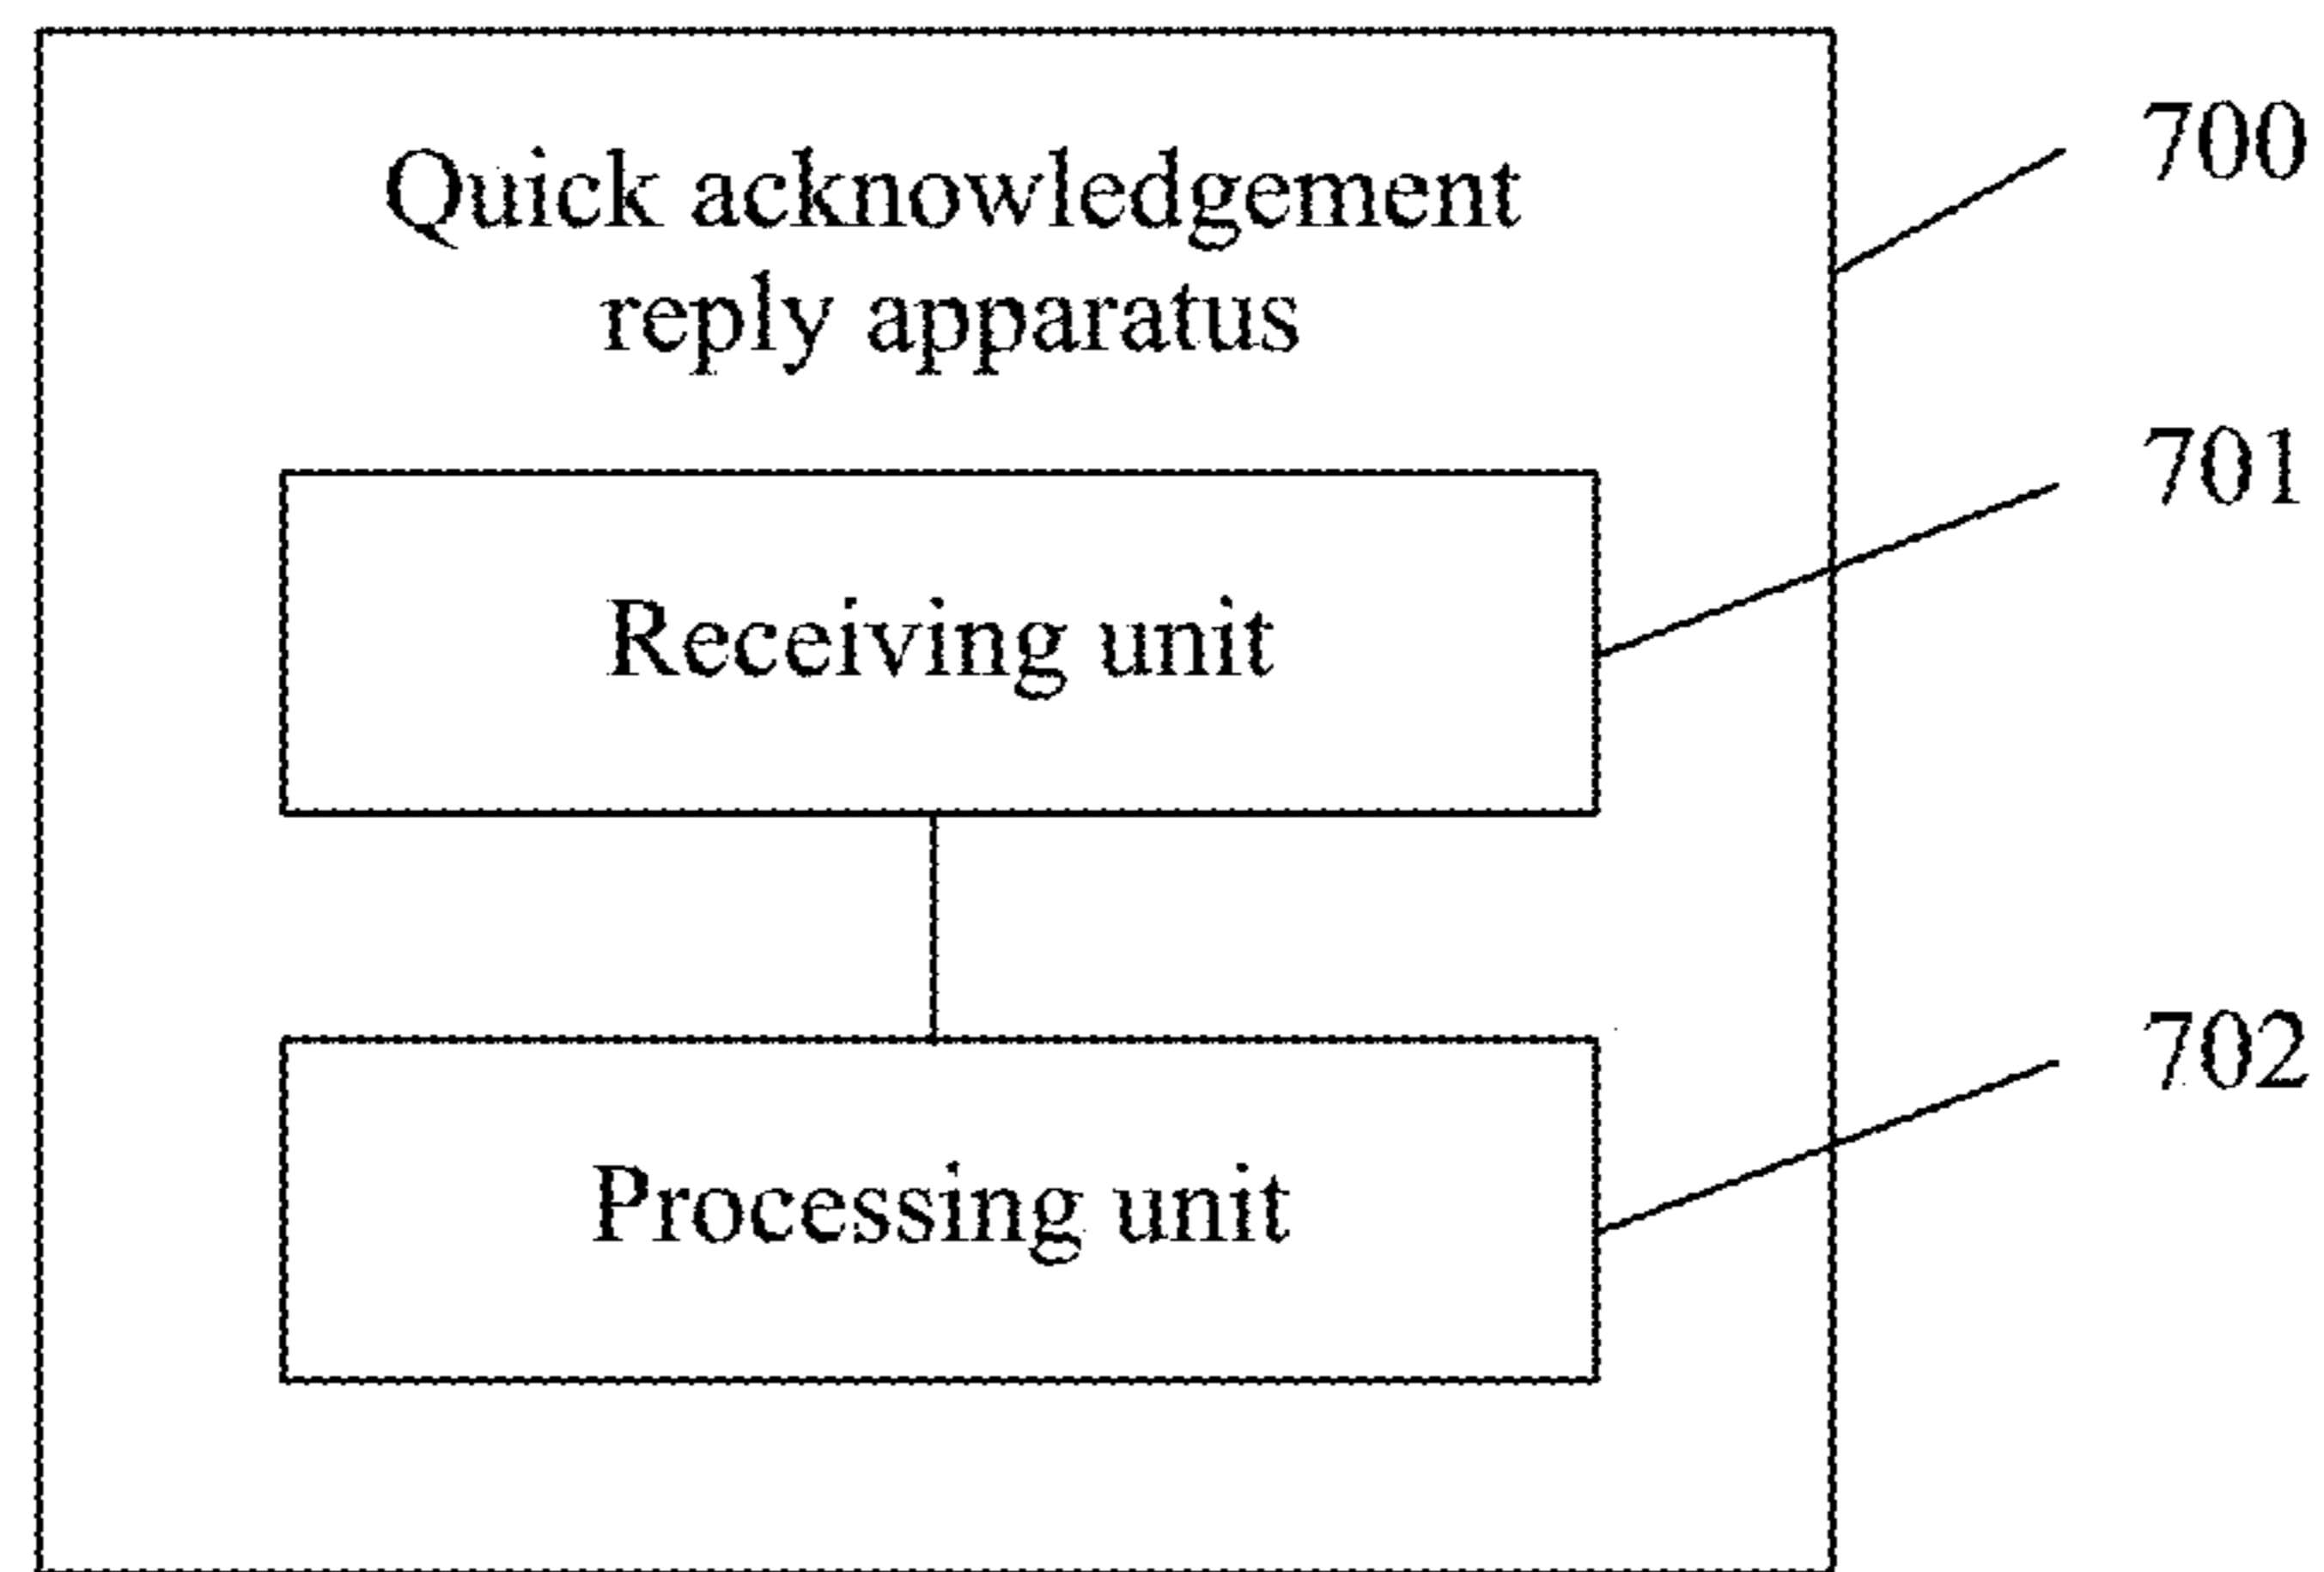 Quick acknowledgement
reply apparatus
700
701
Receiving unit
702
Processing unit